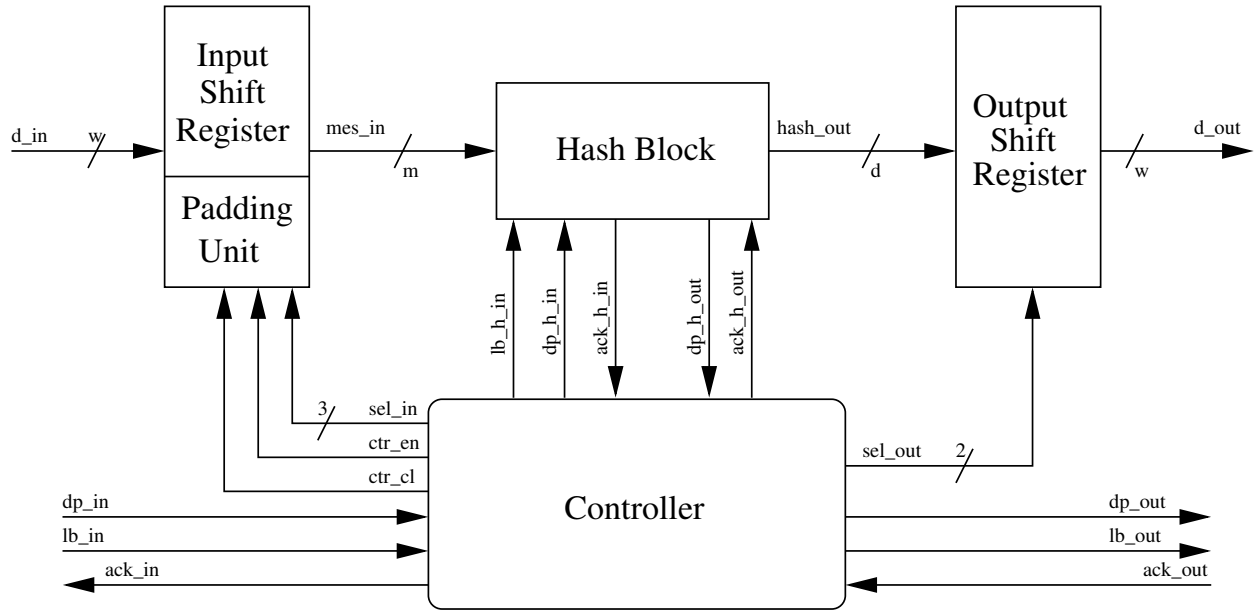 Input
Shift
Register
Padding
Unit
d_in
w
mes_in
m
Hash Block
hash_out
d
Output
Shift
Register
d_out
w
lb_h_in
dp_h_in
ack_h_in
dp_h_out
ack_h_out
3
sel_in
ctr_en
ctr_cl
Controller
sel_out
2
dp_in
lb_in
ack_in
dp_out
lb_out
ack_out